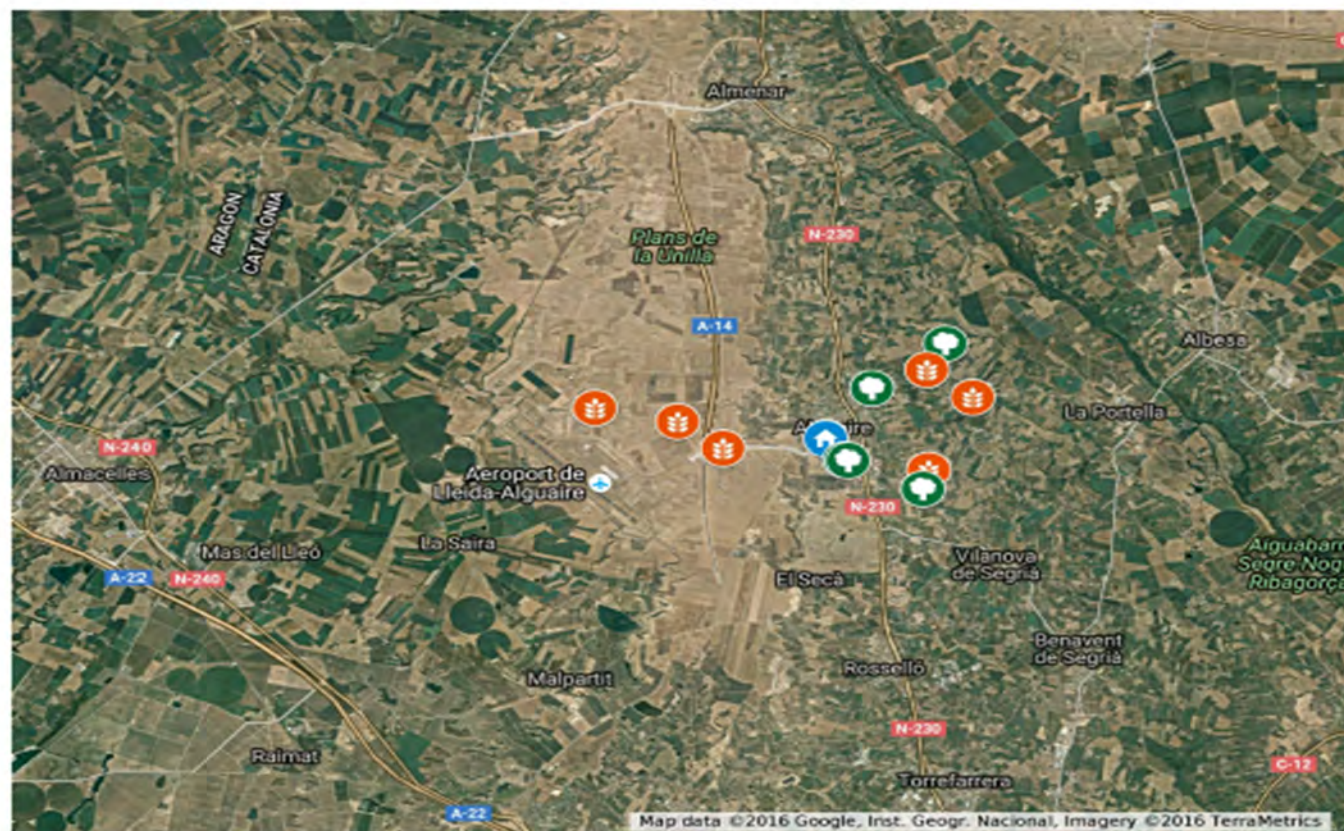 Almenar
ARAGON
CATALONIA
N-230
Plans de
la Unilla
A-14
Albesa
La Portella
N-240
Almacelles
Aeroport de
Lleida-Alguaire
N-230
Mas del Lleó
La Saira
Vilanova
de Segrià
A-22
N-240
El Secà
Benavent
de Segrià
Rosselló
Malpartit
N-230
Raimat
C-12
Torrefarrera
A-22
Map data ©2016 Google, Inst. Geogr. Nacional, Imagery ©2016 TerraMetrics